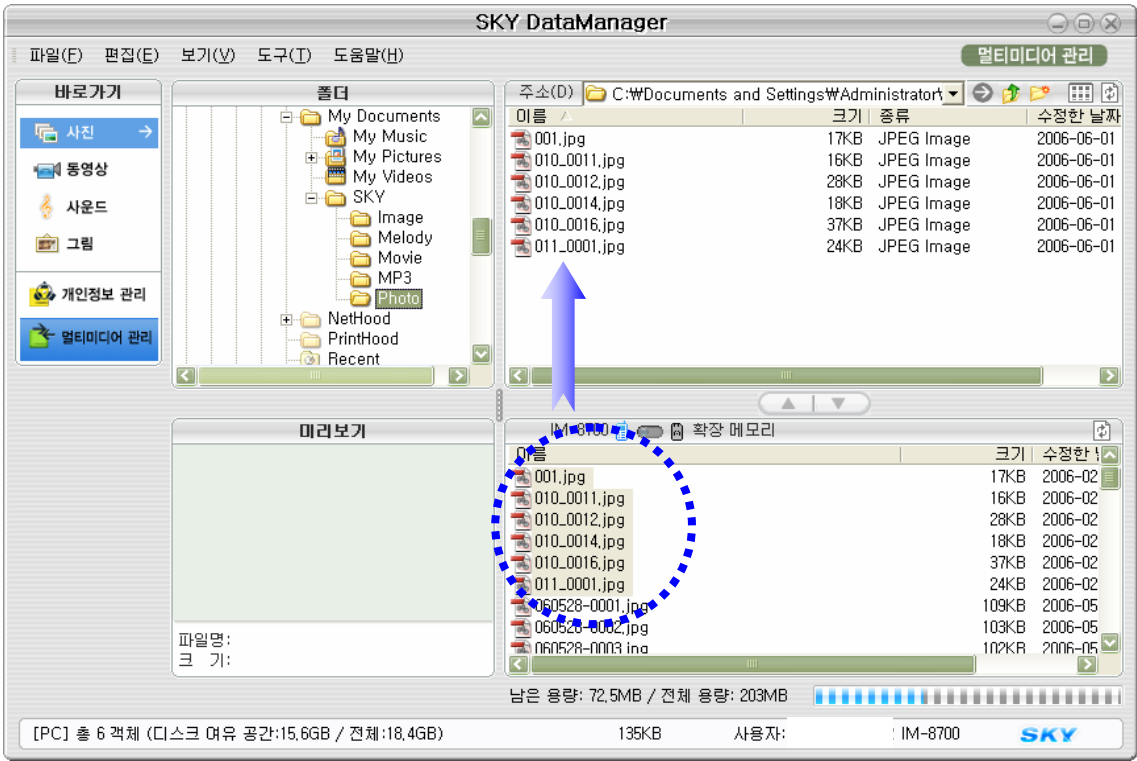 SKY DataManager
파일(F) 편집(E) 보기(V) 도구(T) 도움말(H) 멀티미디어 관리
바로가기
사진
동영상
사운드
그림
개인정보 관리
멀티미디어 관리
폴더
My Documents
My Music
My Pictures
My Videos
SKY
Image
Melody
Movie
MP3
Photo
NetHood
PrintHood
Recent
주소(D) C:₩Documents and Settings₩Administrator₩
이름 크기 종류 수정한 날짜
001.jpg 17KB JPEG Image 2006-06-01
010_0011.jpg 16KB JPEG Image 2006-06-01
010_0012.jpg 28KB JPEG Image 2006-06-01
010_0014.jpg 18KB JPEG Image 2006-06-01
010_0016.jpg 37KB JPEG Image 2006-06-01
011_0001.jpg 24KB JPEG Image 2006-06-01
미리보기
파일명:
크 기:
IM-8700 확장 메모리
이름 크기 수정한
001.jpg 17KB 2006-02
010_0011.jpg 16KB 2006-02
010_0012.jpg 28KB 2006-02
010_0014.jpg 18KB 2006-02
010_0016.jpg 37KB 2006-02
011_0001.jpg 24KB 2006-02
060528-0001.jpg 109KB 2006-05
060528-0002.jpg 103KB 2006-05
060528-0003.jpg 102KB 2006-05
남은 용량: 72,5MB / 전체 용량: 203MB
[PC] 총 6 객체 (디스크 여유 공간:15,6GB / 전체:18,4GB) 135KB 사용자: : IM-8700 SKY